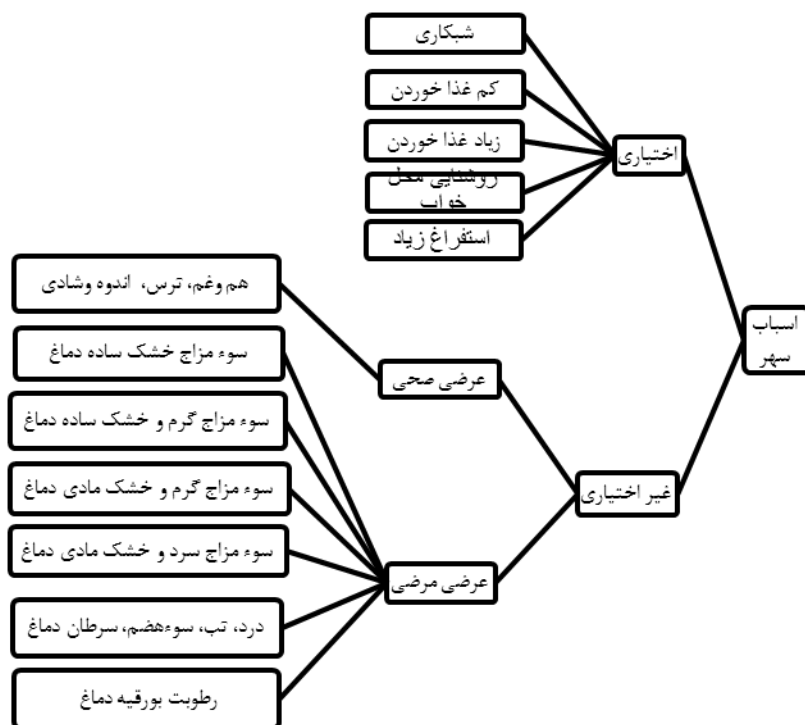 اسباب
سهر
اختیاری
شبکاری
کم غذا خوردن
زیاد غذا خوردن
روشنایی محل
خواب
استفراغ زیاد
غیر اختیاری
عرضی صحی
هم وغم، ترس، اندوه وشادی
عرضی مرضی
سوء مزاج خشک ساده دماغ
سوء مزاج گرم و خشک ساده دماغ
سوء مزاج گرم و خشک مادی دماغ
سوء مزاج سرد و خشک مادی دماغ
درد، تب، سوءهضم، سرطان دماغ
رطوبت بورقیه دماغ